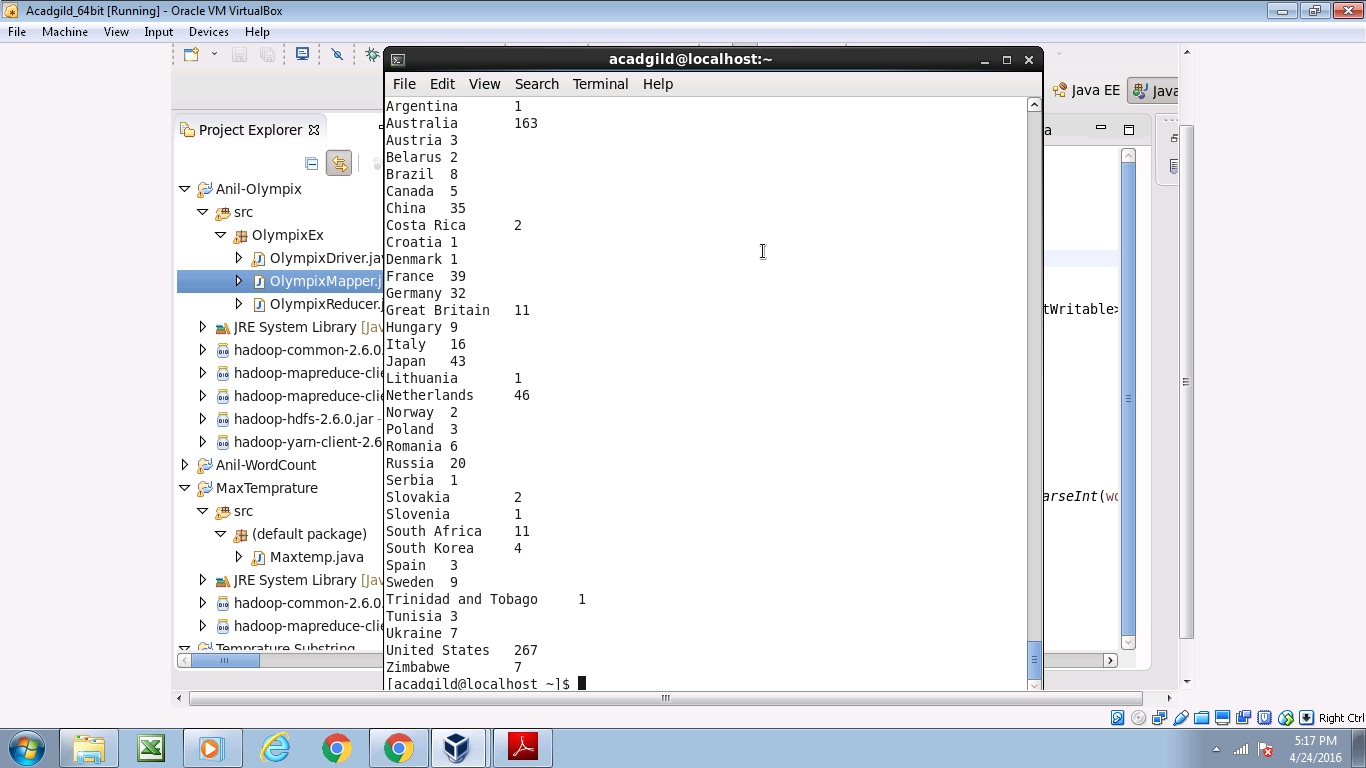 Acadgild_64bit [Running] - Oracle VM VirtualBox
File Machine View Input Devices Help
acadgild@localhost:~
File Edit View Search Terminal Help
Java EE
Java
Project Explorer
a
Anil-Olympix
src
OlympixEx
OlympixDriver.jav
OlympixMapper.j
OlympixReducer.
JRE System Library [Jav
hadoop-common-2.6.0.
hadoop-mapreduce-clie
hadoop-mapreduce-clie
hadoop-hdfs-2.6.0.jar -
hadoop-yarn-client-2.6
Anil-WordCount
MaxTemprature
src
(default package)
Maxtemp.java
JRE System Library [Jav
hadoop-common-2.6.0.
hadoop-mapreduce-clie
Temprature Substring
Argentina 1
Australia 163
Austria 3
Belarus 2
Brazil 8
Canada 5
China 35
Costa Rica 2
Croatia 1
Denmark 1
France 39
Germany 32
Great Britain 11
Hungary 9
Italy 16
Japan 43
Lithuania 1
Netherlands 46
Norway 2
Poland 3
Romania 6
Russia 20
Serbia 1
Slovakia 2
Slovenia 1
South Africa 11
South Korea 4
Spain 3
Sweden 9
Trinidad and Tobago 1
Tunisia 3
Ukraine 7
United States 267
Zimbabwe 7
[acadgild@localhost ~]$
tWritable>
arseInt(wo
Right Ctrl
5:17 PM
4/24/2016